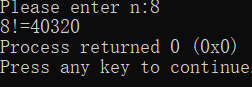 Please enter n:8
8!=40320
Process returned 0 (0x0)
Press any key to continue